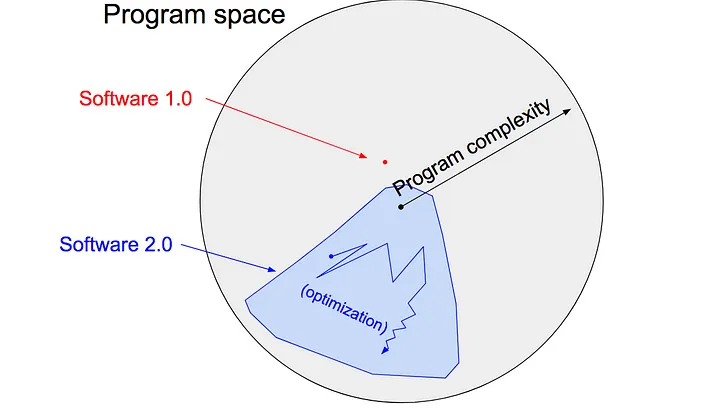 Program space
Software 1.0
Program complexity
Software 2.0
(optimization)